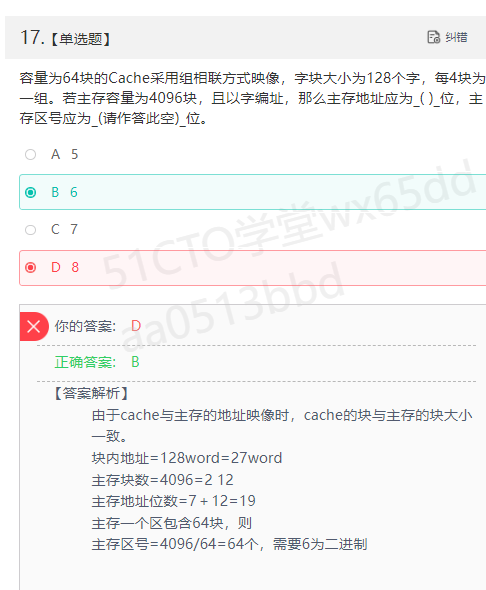 17.【单选题】
纠错
容量为64块的Cache采用组相联方式映像，字块大小为128个字，每4块为
一组。若主存容量为4096块，且以字编址，那么主存地址应为_( )_位，主
存区号应为_(请作答此空)_位。
A 5
B 6
C 7
D 8
51CTO学堂wx65dd
aa0513bbd
你的答案: D
正确答案: B
【答案解析】
由于cache与主存的地址映像时，cache的块与主存的块大小
一致。
块内地址=128word=27word
主存块数=4096=2 12
主存地址位数=7＋12=19
主存一个区包含64块，则
主存区号=4096/64=64个，需要6为二进制